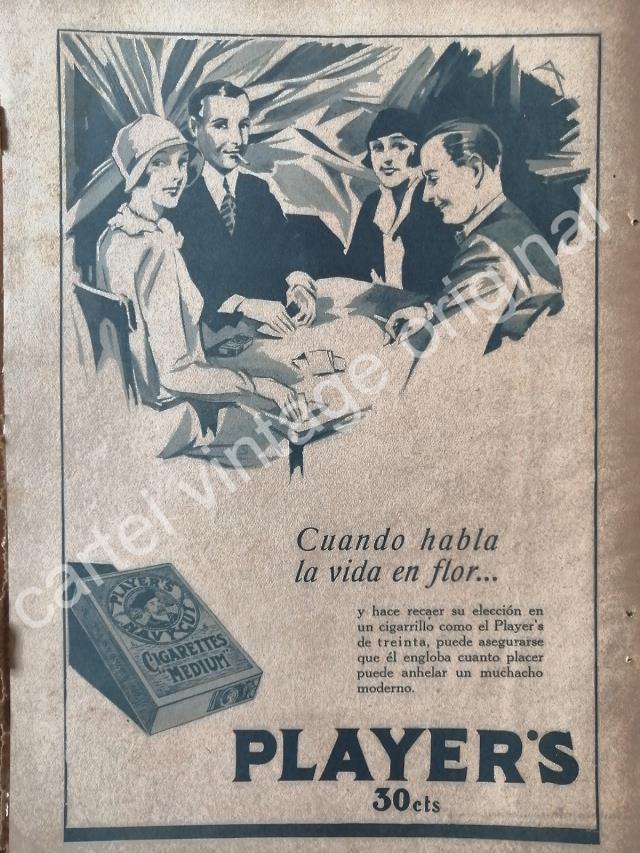 cartel vintage original
Cuando habla
la vida en flor...
y hace recaer su elección en
un cigarrillo como el Player's
de treinta, puede asegurarse
que él engloba cuanto placer
puede anhelar un muchacho
moderno.
PLAYER'S
NAVY CUT
CIGARETTES
"MEDIUM"
PLAYER'S
30cts